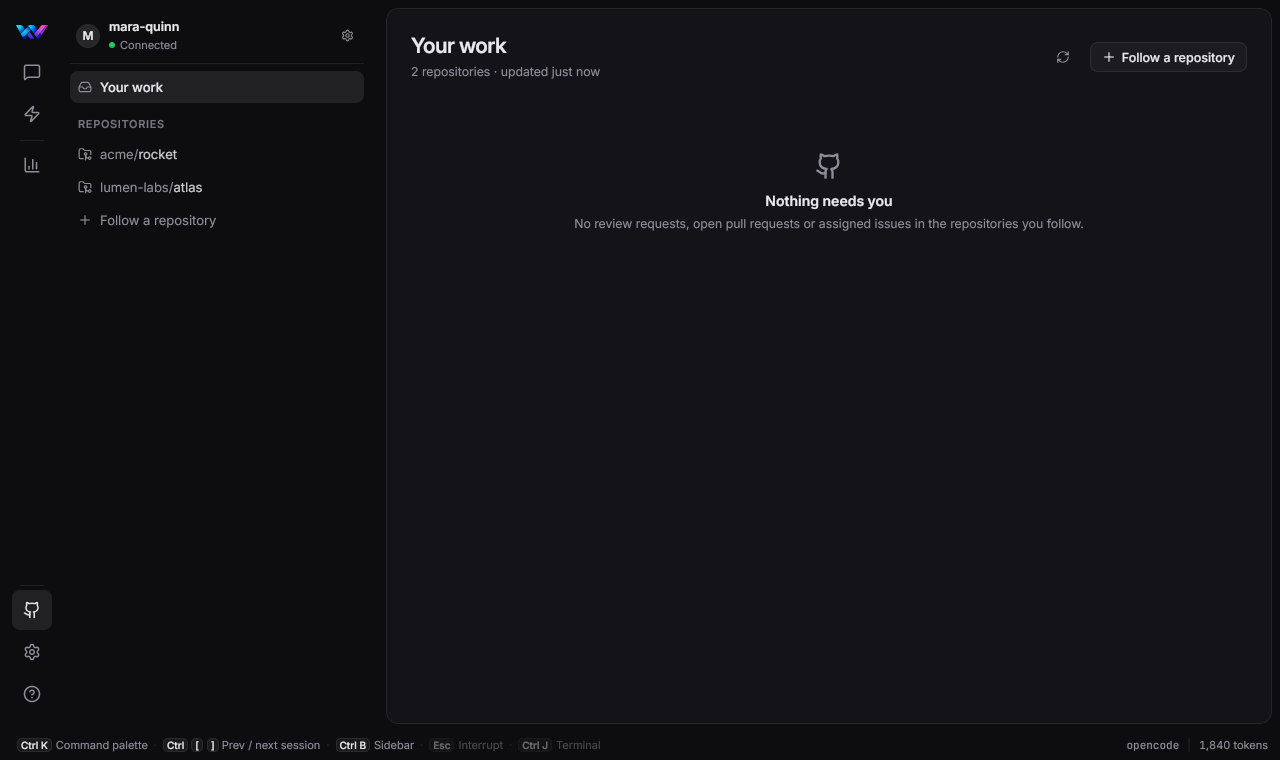 M
mara-quinn
Connected
Your work
REPOSITORIES
acme/rocket
lumen-labs/atlas
Follow a repository
Your work
2 repositories · updated just now
Follow a repository
Nothing needs you
No review requests, open pull requests or assigned issues in the repositories you follow.
Ctrl K Command palette · Ctrl [ ] Prev / next session · Ctrl B Sidebar · Esc Interrupt · Ctrl J Terminal
opencode 1,840 tokens